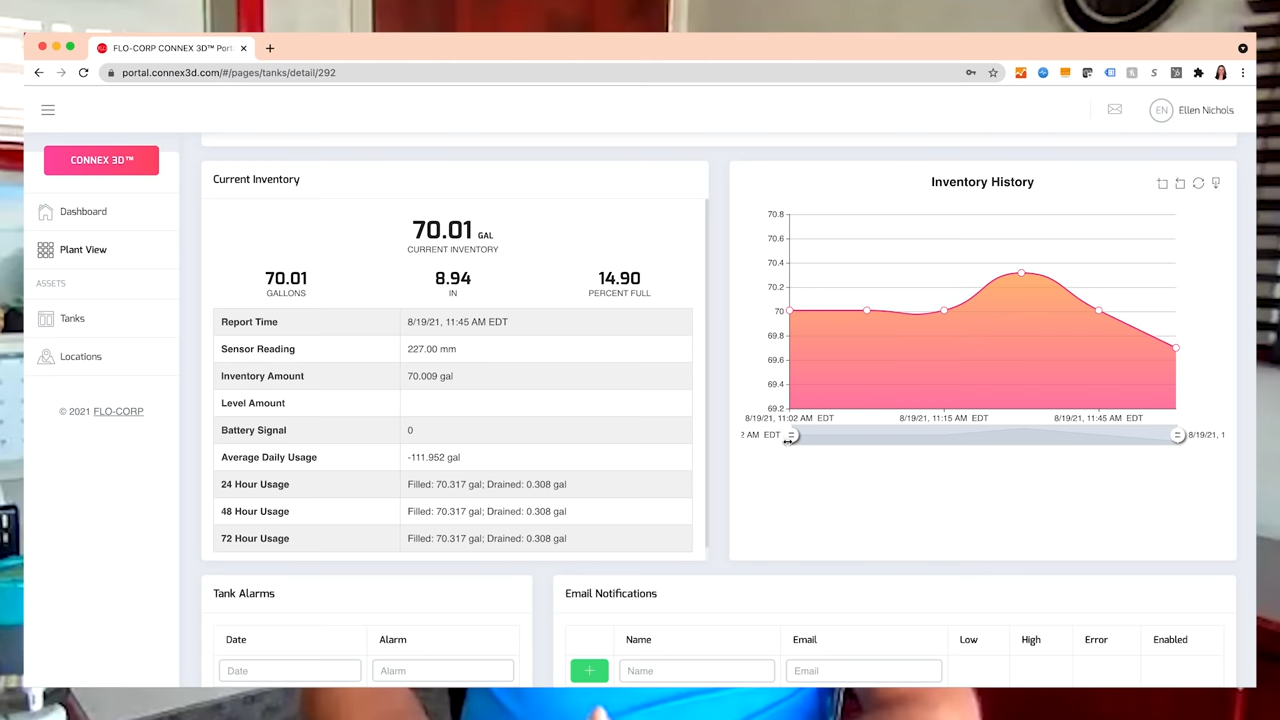 FLO-CORP CONNEX 3D™ Port
portal.connex3d.com/#/pages/tanks/detail/292
EN Ellen Nichols
CONNEX 3D™
Dashboard
Plant View
ASSETS
Tanks
Locations
© 2021 FLO-CORP
Current Inventory
70.01 GAL
CURRENT INVENTORY
70.01 8.94 14.90
GALLONS IN PERCENT FULL
Report Time 8/19/21, 11:45 AM EDT
Sensor Reading 227.00 mm
Inventory Amount 70.009 gal
Level Amount
Battery Signal 0
Average Daily Usage -111.952 gal
24 Hour Usage Filled: 70.317 gal; Drained: 0.308 gal
48 Hour Usage Filled: 70.317 gal; Drained: 0.308 gal
72 Hour Usage Filled: 70.317 gal; Drained: 0.308 gal
Inventory History
70.8
70.6
70.4
70.2
70
69.8
69.6
69.4
69.2
8/19/21, 11:02 AM EDT 8/19/21, 11:15 AM EDT 8/19/21, 11:45 AM EDT
2 AM EDT 8/19/21, 1
Tank Alarms
Date Alarm
Date Alarm
Email Notifications
Name Email Low High Error Enabled
+ Name Email